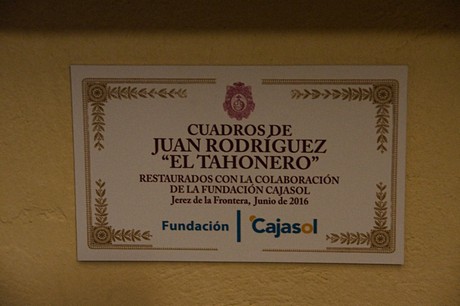 CUADROS DE
JUAN RODRÍGUEZ
"EL TAHONERO"
RESTAURADOS CON LA COLABORACIÓN
DE LA FUNDACIÓN CAJASOL
Jerez de la Frontera, Junio de 2016
Fundación | Cajasol